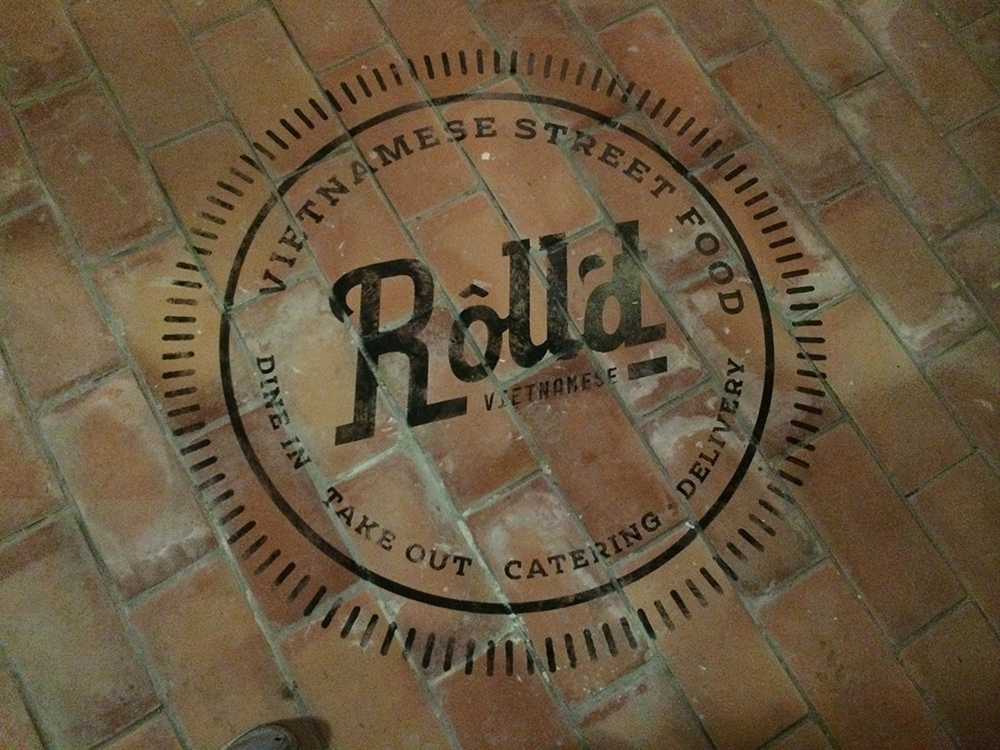 VIETNAMESE STREET FOOD
Rôll'd
VIETNAMESE
DINE IN
TAKE OUT
CATERING
DELIVERY